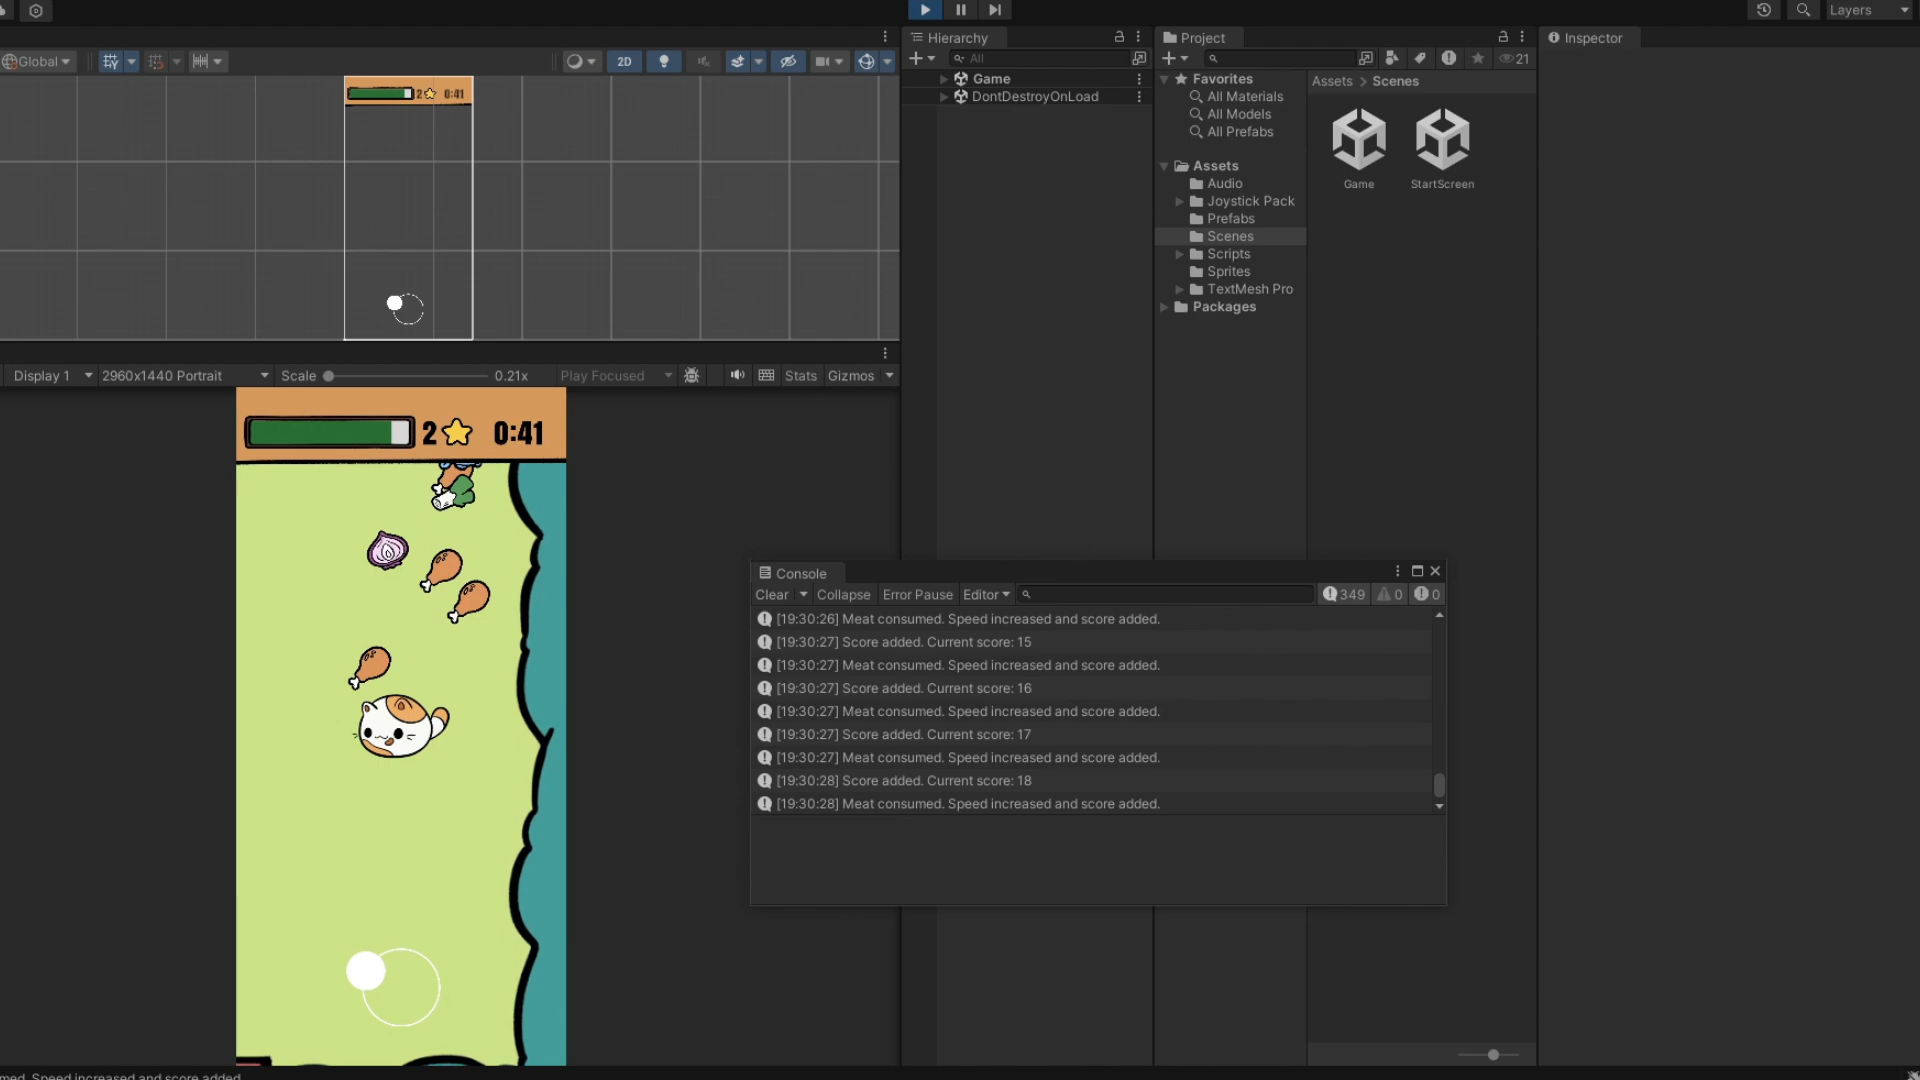 Layers
Global
2D
Hierarchy
All
Game
DontDestroyOnLoad
Project
21
Favorites
All Materials
All Models
All Prefabs
Assets
Audio
Joystick Pack
Prefabs
Scenes
Scripts
Sprites
TextMesh Pro
Packages
Assets > Scenes
Game
StartScreen
Inspector
2 0:41
Display 1
2960x1440 Portrait
Scale
0.21x
Play Focused
Stats
Gizmos
2 0:41
Console
Clear
Collapse
Error Pause
Editor
349
0
0
[19:30:26] Meat consumed. Speed increased and score added.
[19:30:27] Score added. Current score: 15
[19:30:27] Meat consumed. Speed increased and score added.
[19:30:27] Score added. Current score: 16
[19:30:27] Meat consumed. Speed increased and score added.
[19:30:27] Score added. Current score: 17
[19:30:27] Meat consumed. Speed increased and score added.
[19:30:28] Score added. Current score: 18
[19:30:28] Meat consumed. Speed increased and score added.
med. Speed increased and score added.